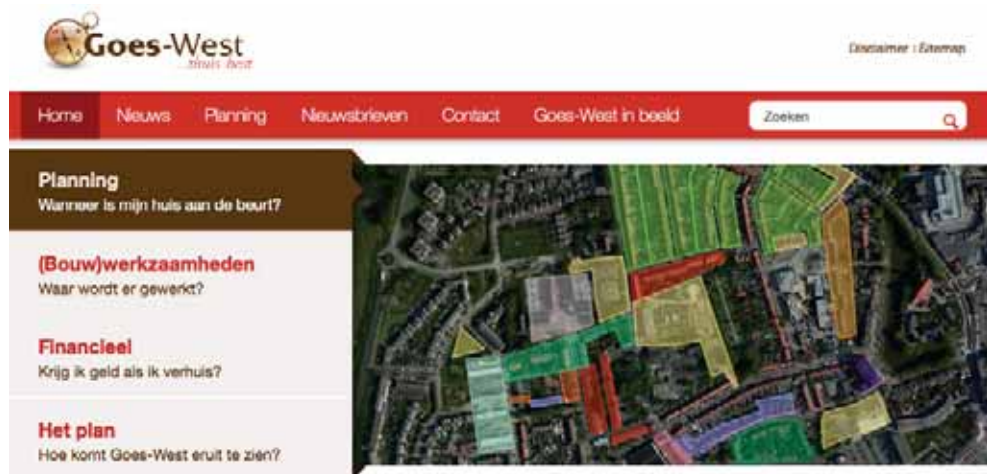 Goes-West
...thuis best
Disclaimer | Sitemap
Home Nieuws Planning Nieuwsbrieven Contact Goes-West in beeld Zoeken
Planning
Wanneer is mijn huis aan de beurt?
(Bouw)werkzaamheden
Waar wordt er gewerkt?
Financieel
Krijg ik geld als ik verhuis?
Het plan
Hoe komt Goes-West eruit te zien?